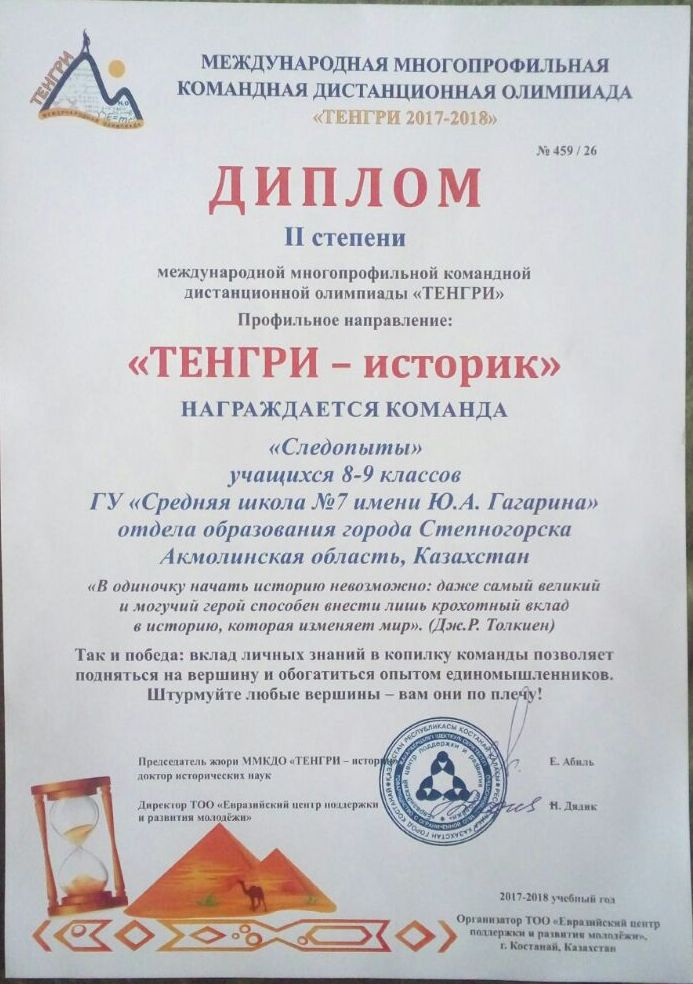 ТЕНГРИ
МЕЖДУНАРОДНАЯ ОЛИМПИАДА
МЕЖДУНАРОДНАЯ МНОГОПРОФИЛЬНАЯ
КОМАНДНАЯ ДИСТАНЦИОННАЯ ОЛИМПИАДА
«ТЕНГРИ 2017-2018»
№ 459 / 26
ДИПЛОМ
II степени
международной многопрофильной командной
дистанционной олимпиады «ТЕНГРИ»
Профильное направление:
«ТЕНГРИ – историк»
НАГРАЖДАЕТСЯ КОМАНДА
«Следопыты»
учащихся 8-9 классов
ГУ «Средняя школа №7 имени Ю.А. Гагарина»
отдела образования города Степногорска
Акмолинская область, Казахстан
«В одиночку начать историю невозможно: даже самый великий
и могучий герой способен внести лишь крохотный вклад
в историю, которая изменяет мир». (Дж.Р. Толкиен)
Так и победа: вклад личных знаний в копилку команды позволяет
подняться на вершину и обогатиться опытом единомышленников.
Штурмуйте любые вершины – вам они по плечу!
Председатель жюри ММКДО «ТЕНГРИ – историк»
доктор исторических наук
Е. Абиль
Директор ТОО «Евразийский центр поддержки
и развития молодёжи»
Н. Дядик
2017-2018 учебный год
Организатор ТОО «Евразийский центр
поддержки и развития молодёжи»,
г. Костанай, Казахстан